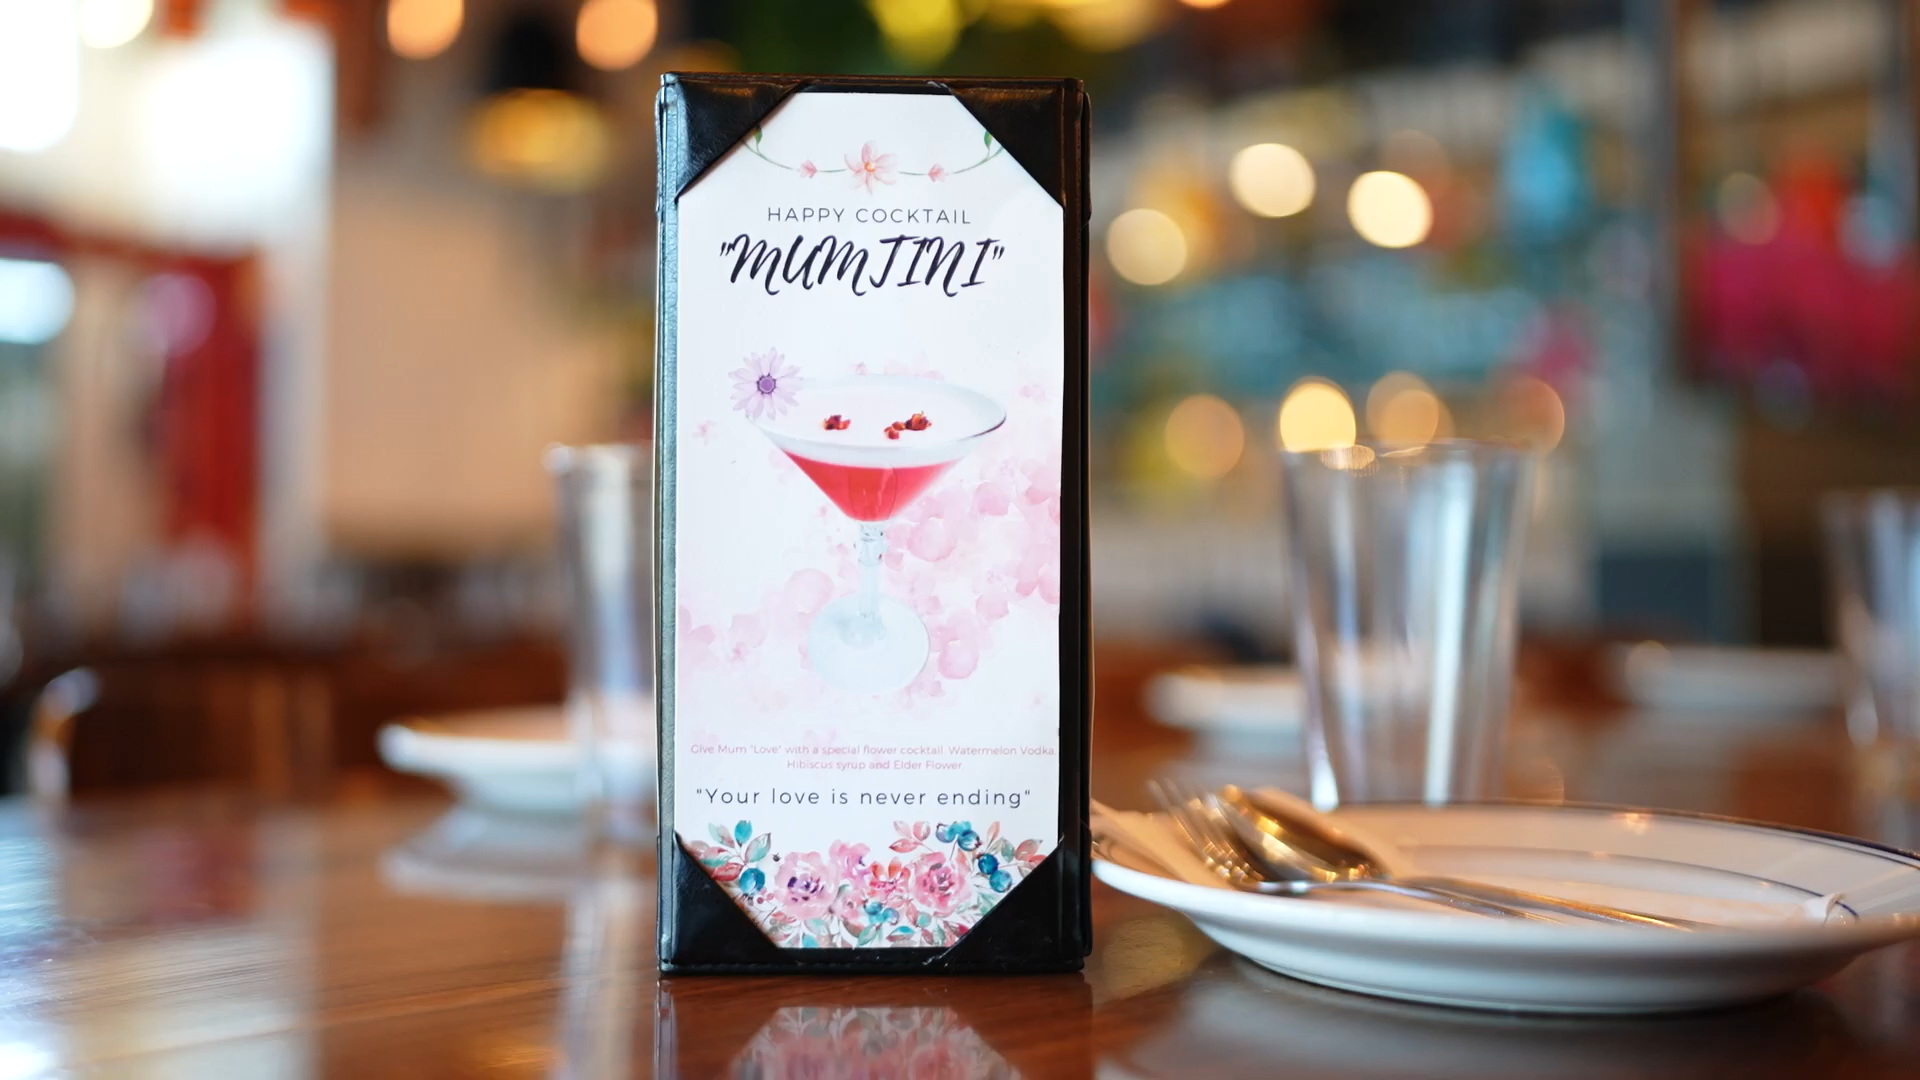 HAPPY COCKTAIL
"MUMTINI"
Give Mum "Love" with a special flower cocktail. Watermelon Vodka,
Hibiscus syrup and Elder Flower.
"Your love is never ending"